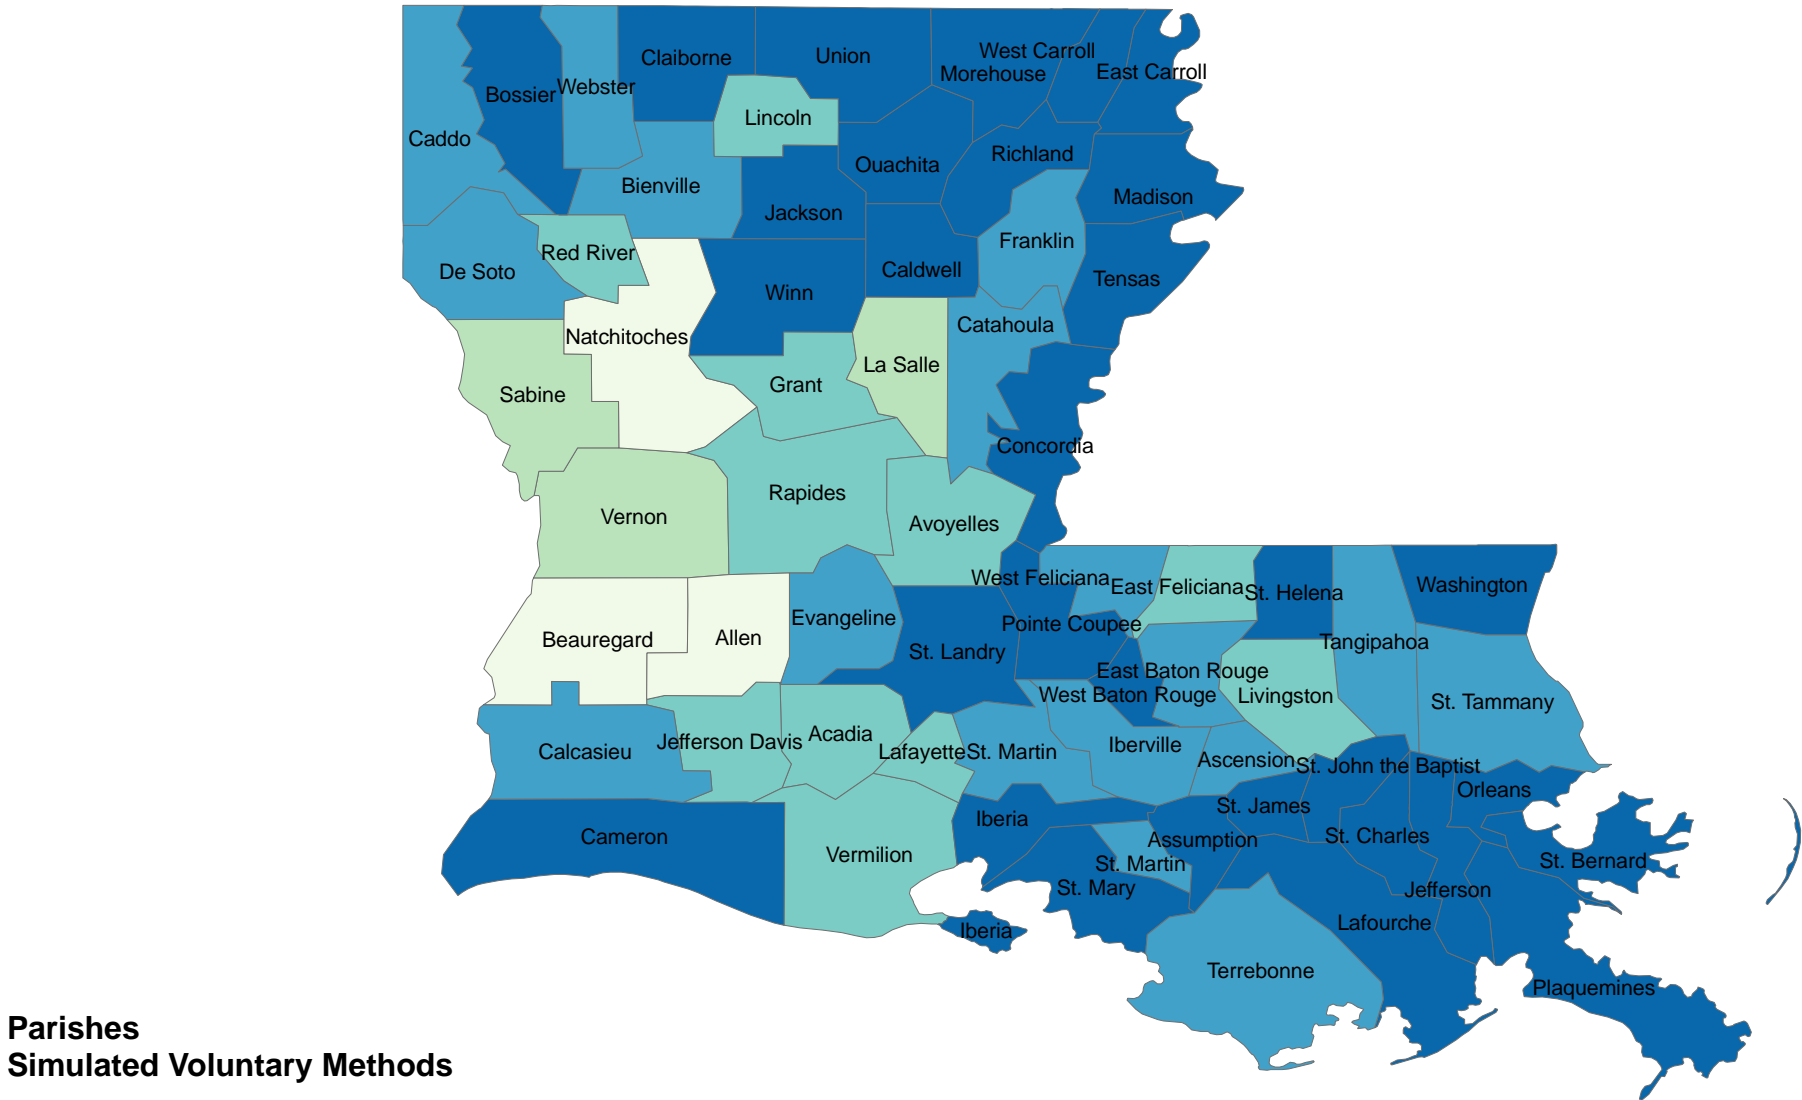 West Carroll
Union
Claiborne
Morehouse
East Carroll
Webster
Bossier
Lincoln
Caddo
Richland
Ouachita
Bienville
Madison
Jackson
Franklin
Red River
De Soto
Caldwell
Tensas
Winn
Catahoula
Natchitoches
La Salle
Grant
Sabine
Concordia
Rapides
Vernon
Avoyelles
West Feliciana
East Feliciana
St. Helena
Washington
Evangeline
Pointe Coupee
Beauregard
Allen
Tangipahoa
St. Landry
East Baton Rouge
West Baton Rouge
Livingston
St. Tammany
Acadia
Jefferson Davis
Iberville
Calcasieu
Lafayette
St. Martin
Ascension
St. John the Baptist
Orleans
St. James
Iberia
Cameron
St. Charles
Assumption
Vermilion
St. Martin
St. Bernard
St. Mary
Jefferson
Lafourche
Iberia
Terrebonne
Plaquemines
Parishes
Simulated Voluntary Methods